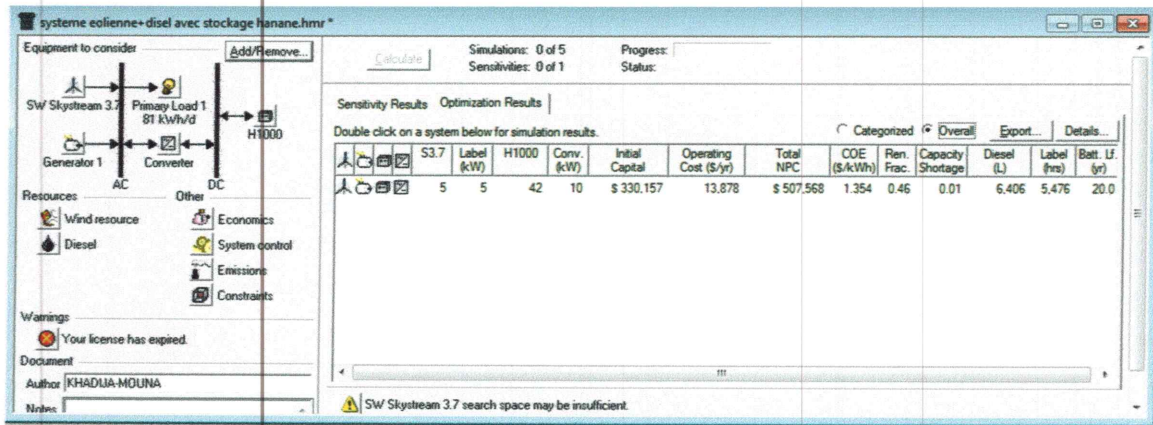 systeme eolienne+disel avec stockage hanane.hmr *
Equipment to consider
Add/Remove...
SW Skystream 3.7
Primary Load 1
81 kWh/d
H1000
Generator 1
Converter
AC
DC
Resources
Other
Wind resource
Economics
Diesel
System control
Emissions
Constraints
Warnings
Your license has expired.
Document
Author KHADIJA-MOUNA
Notes
Calculate
Simulations: 0 of 5
Progress:
Sensitivities: 0 of 1
Status:
Sensitivity Results Optimization Results
Double click on a system below for simulation results.
Categorized Overall Export... Details...
S3.7 Label (kW) H1000 Conv. (kW) Initial Capital Operating Cost ($/yr) Total NPC COE ($/kWh) Ren. Frac. Capacity Shortage Diesel (L) Label (hrs) Batt. Lf. (yr)
5 5 42 10 $ 330,157 13,878 $ 507,568 1.354 0.46 0.01 6,406 5,476 20.0
SW Skystream 3.7 search space may be insufficient.